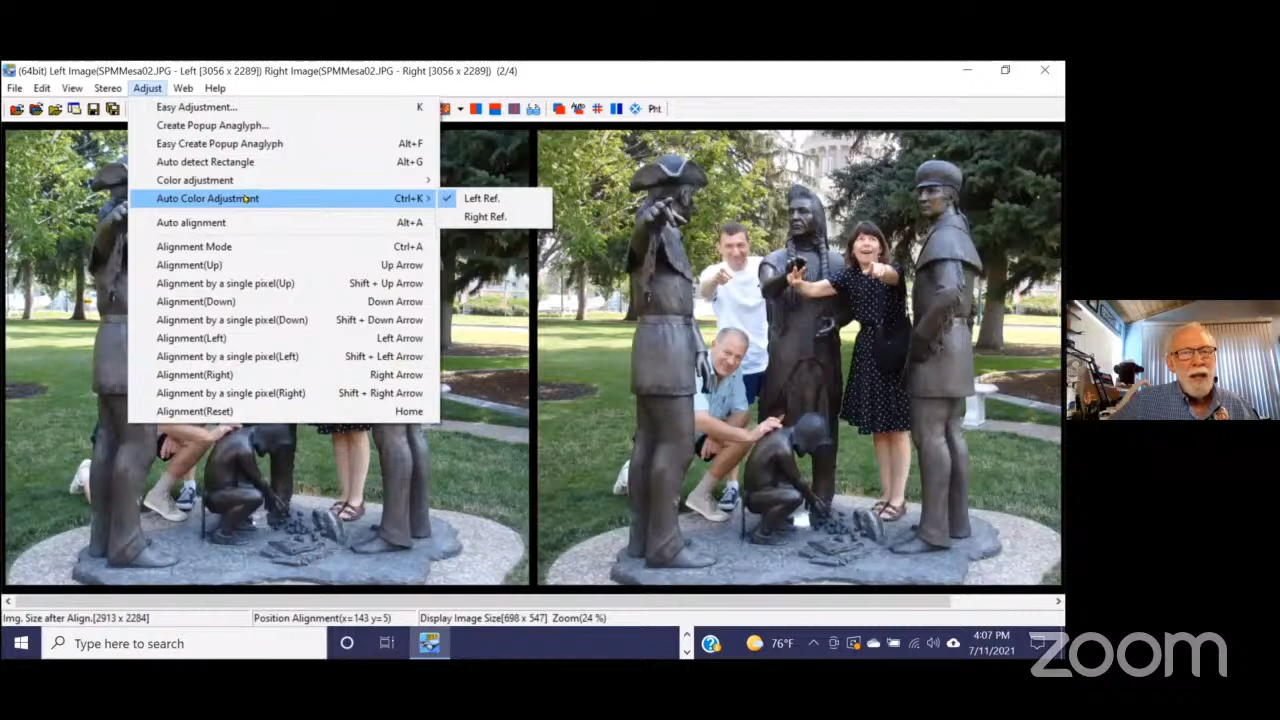 (64bit) Left Image(SPMMesa02.JPG - Left [3056 x 2289]) Right Image(SPMMesa02.JPG - Right [3056 x 2289]) (2/4)
File Edit View Stereo Adjust Web Help
Easy Adjustment... K
Create Popup Anaglyph...
Easy Create Popup Anaglyph Alt+F
Auto detect Rectangle Alt+G
Color adjustment
Auto Color Adjustment Ctrl+K
Left Ref.
Right Ref.
Auto alignment Alt+A
Alignment Mode Ctrl+A
Alignment(Up) Up Arrow
Alignment by a single pixel(Up) Shift + Up Arrow
Alignment(Down) Down Arrow
Alignment by a single pixel(Down) Shift + Down Arrow
Alignment(Left) Left Arrow
Alignment by a single pixel(Left) Shift + Left Arrow
Alignment(Right) Right Arrow
Alignment by a single pixel(Right) Shift + Right Arrow
Alignment(Reset) Home
Img. Size after Align.[2913 x 2284] Position Alignment(x=143 y=5) Display Image Size[698 x 547] Zoom(24 %)
Type here to search
76°F
4:07 PM
7/11/2021
zoom